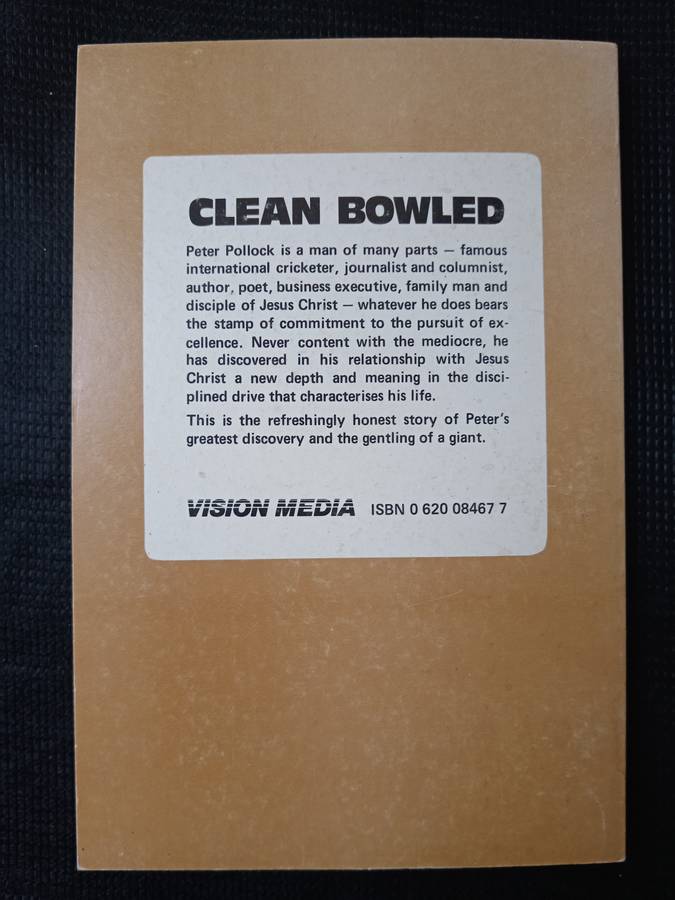 CLEAN BOWLED
Peter Pollock is a man of many parts — famous
international cricketer, journalist and columnist,
author, poet, business executive, family man and
disciple of Jesus Christ — whatever he does bears
the stamp of commitment to the pursuit of ex-
cellence. Never content with the mediocre, he
has discovered in his relationship with Jesus
Christ a new depth and meaning in the disci-
plined drive that characterises his life.
This is the refreshingly honest story of Peter's
greatest discovery and the gentling of a giant.
VISION MEDIA ISBN 0 620 08467 7